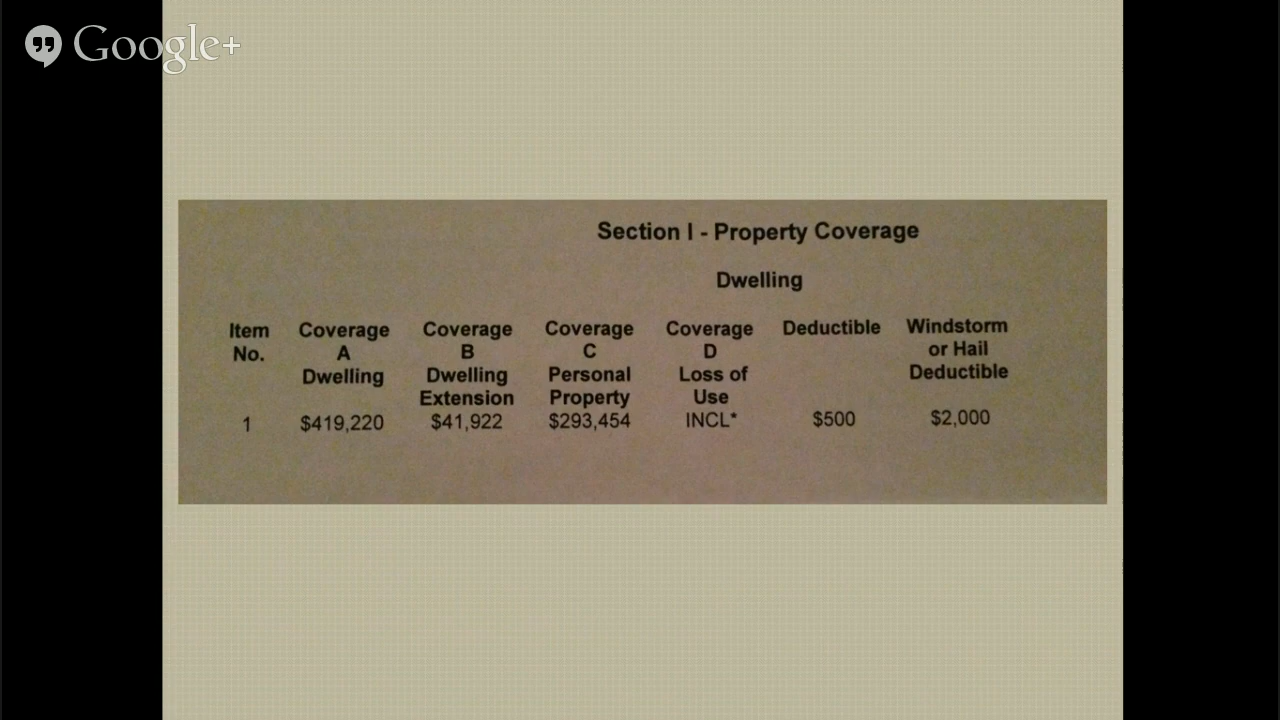 Google+
Section I - Property Coverage
Dwelling
Item No. Coverage A Dwelling Coverage B Dwelling Extension Coverage C Personal Property Coverage D Loss of Use Deductible Windstorm or Hail Deductible
1 $419,220 $41,922 $293,454 INCL* $500 $2,000